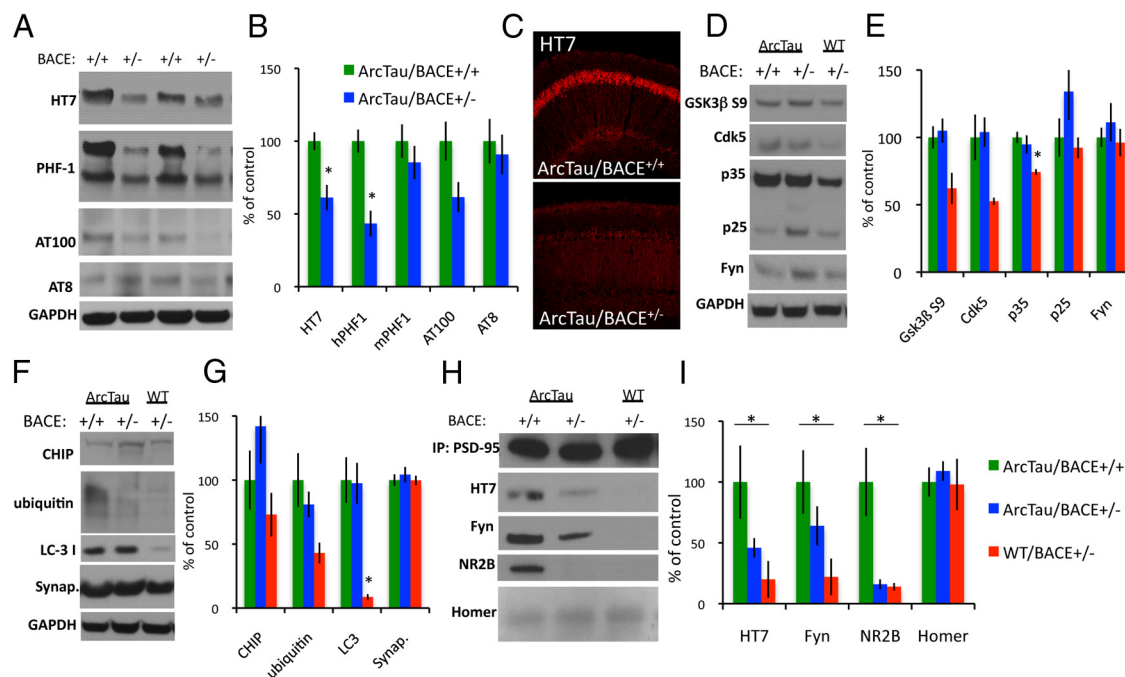 A
BACE: +/+ +/- +/+ +/-
HT7
PHF-1
AT100
AT8
GAPDH
B
ArcTau/BACE+/+
ArcTau/BACE+/-
% of control
150
100
50
0
* *
HT7 hPHF1 mPHF1 AT100 AT8
C
HT7
ArcTau/BACE+/+
ArcTau/BACE+/-
D
ArcTau WT
BACE: +/+ +/- +/-
GSK3β S9
Cdk5
p35
p25
Fyn
GAPDH
E
% of control
150
100
50
0
*
Gsk3ß S9 Cdk5 p35 p25 Fyn
F
ArcTau WT
BACE: +/+ +/- +/-
CHIP
ubiquitin
LC-3 I
Synap.
GAPDH
G
% of control
150
100
50
0
*
CHIP ubiquitin LC3 Synap.
H
ArcTau WT
BACE: +/+ +/- +/-
IP: PSD-95
HT7
Fyn
NR2B
Homer
I
% of control
150
100
50
0
* * *
HT7 Fyn NR2B Homer
ArcTau/BACE+/+
ArcTau/BACE+/-
WT/BACE+/-